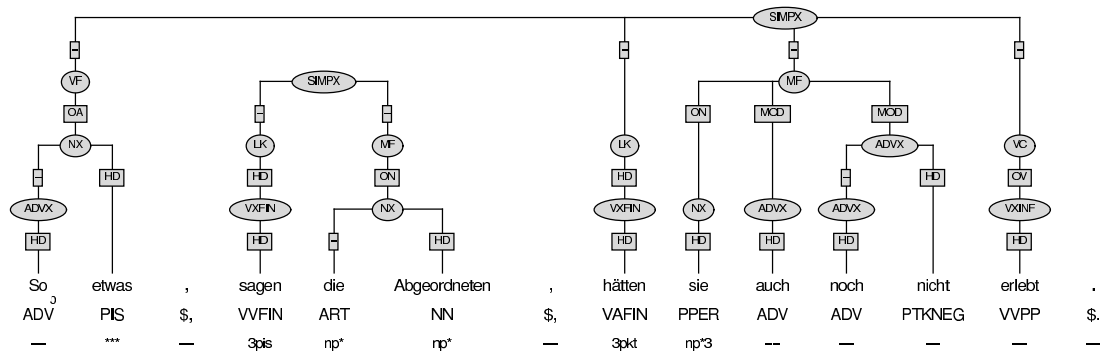 SIMPX
– – – –
VF SIMPX MF
OA – – ON MOD MOD
NX LK MF LK ADVX VC
– HD HD ON HD – HD OV
ADVX VXFIN NX VXFIN NX ADVX ADVX VXINF
HD HD – HD HD HD HD HD HD
So etwas , sagen die Abgeordneten , hätten sie auch noch nicht erlebt .
ADV PIS $, VVFIN ART NN $, VAFIN PPER ADV ADV PTKNEG VVPP $.
— *** — 3pis np* np* — 3pkt np*3 -- — — — —